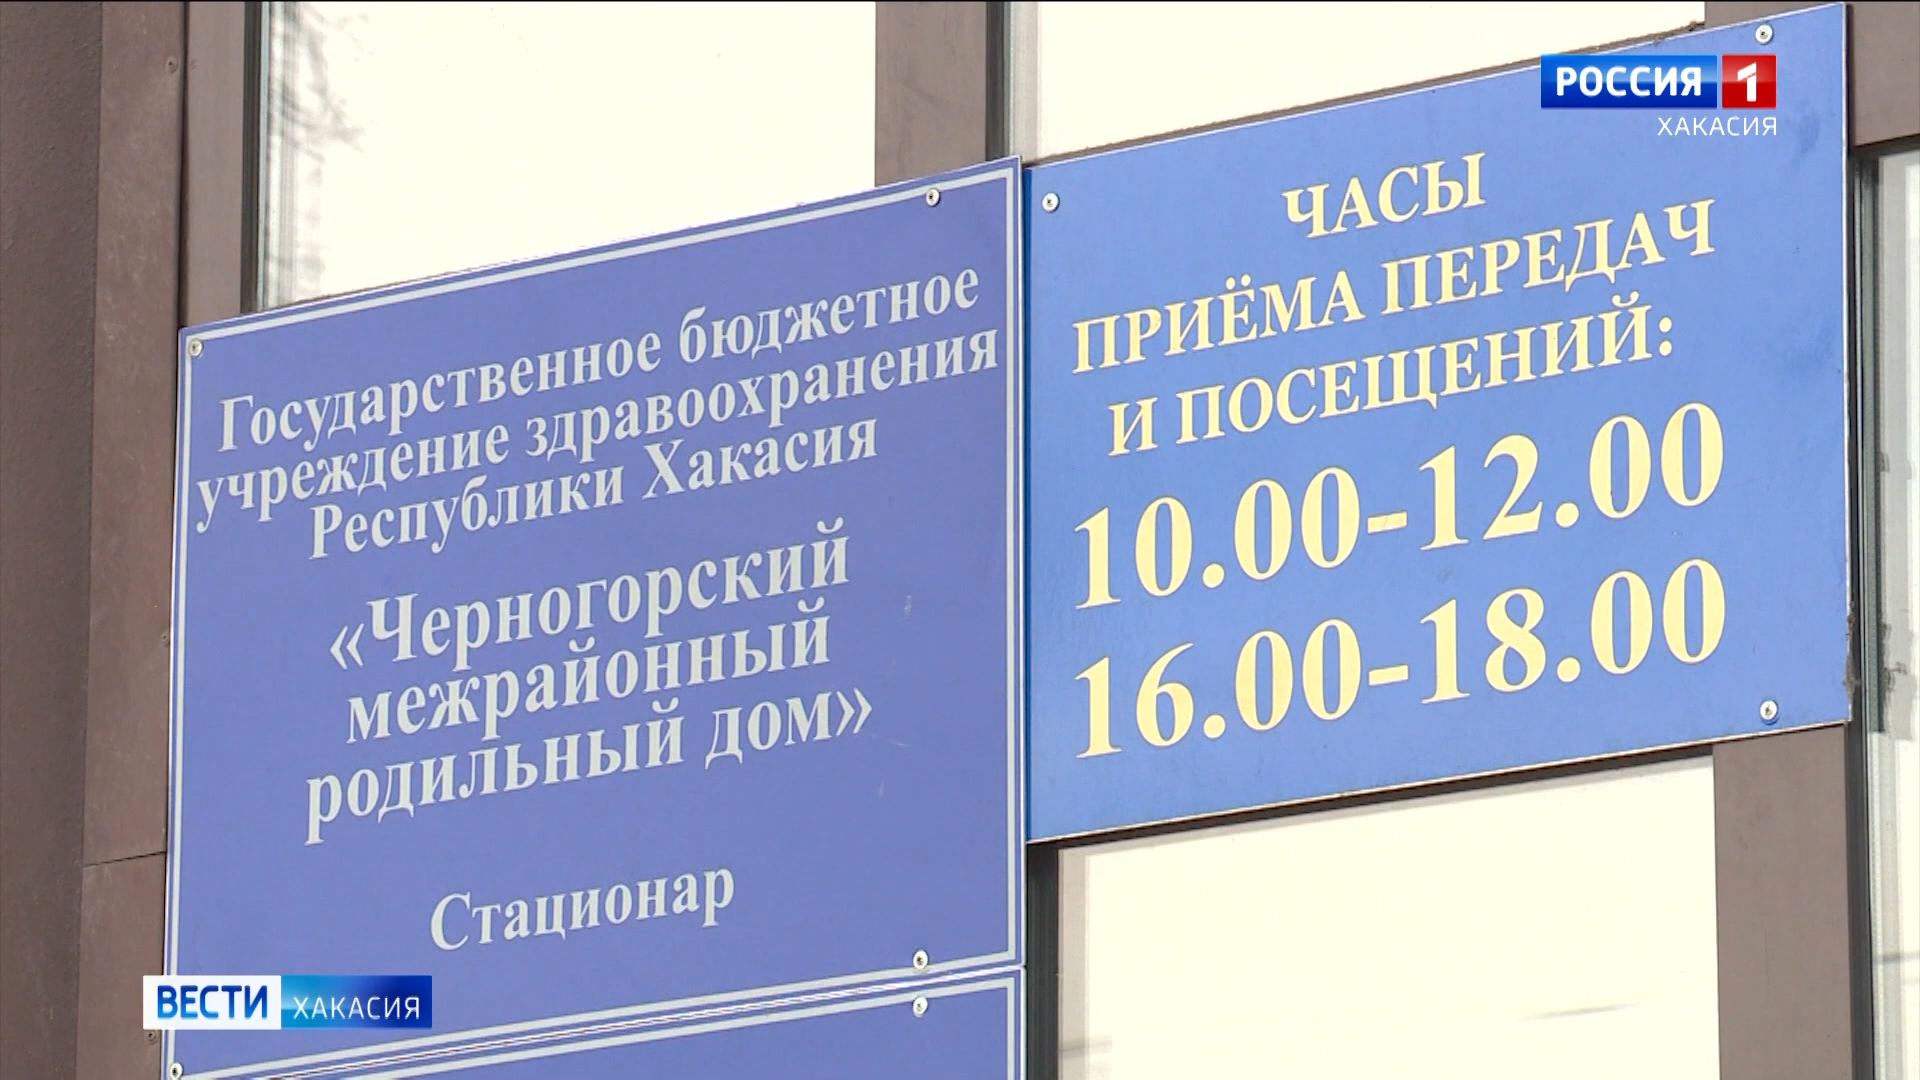 РОССИЯ 1
ХАКАСИЯ
Государственное бюджетное
учреждение здравоохранения
Республики Хакасия
«Черногорский
межрайонный
родильный дом»
Стационар
ЧАСЫ
ПРИЁМА ПЕРЕДАЧ
И ПОСЕЩЕНИЙ:
10.00-12.00
16.00-18.00
ВЕСТИ ХАКАСИЯ